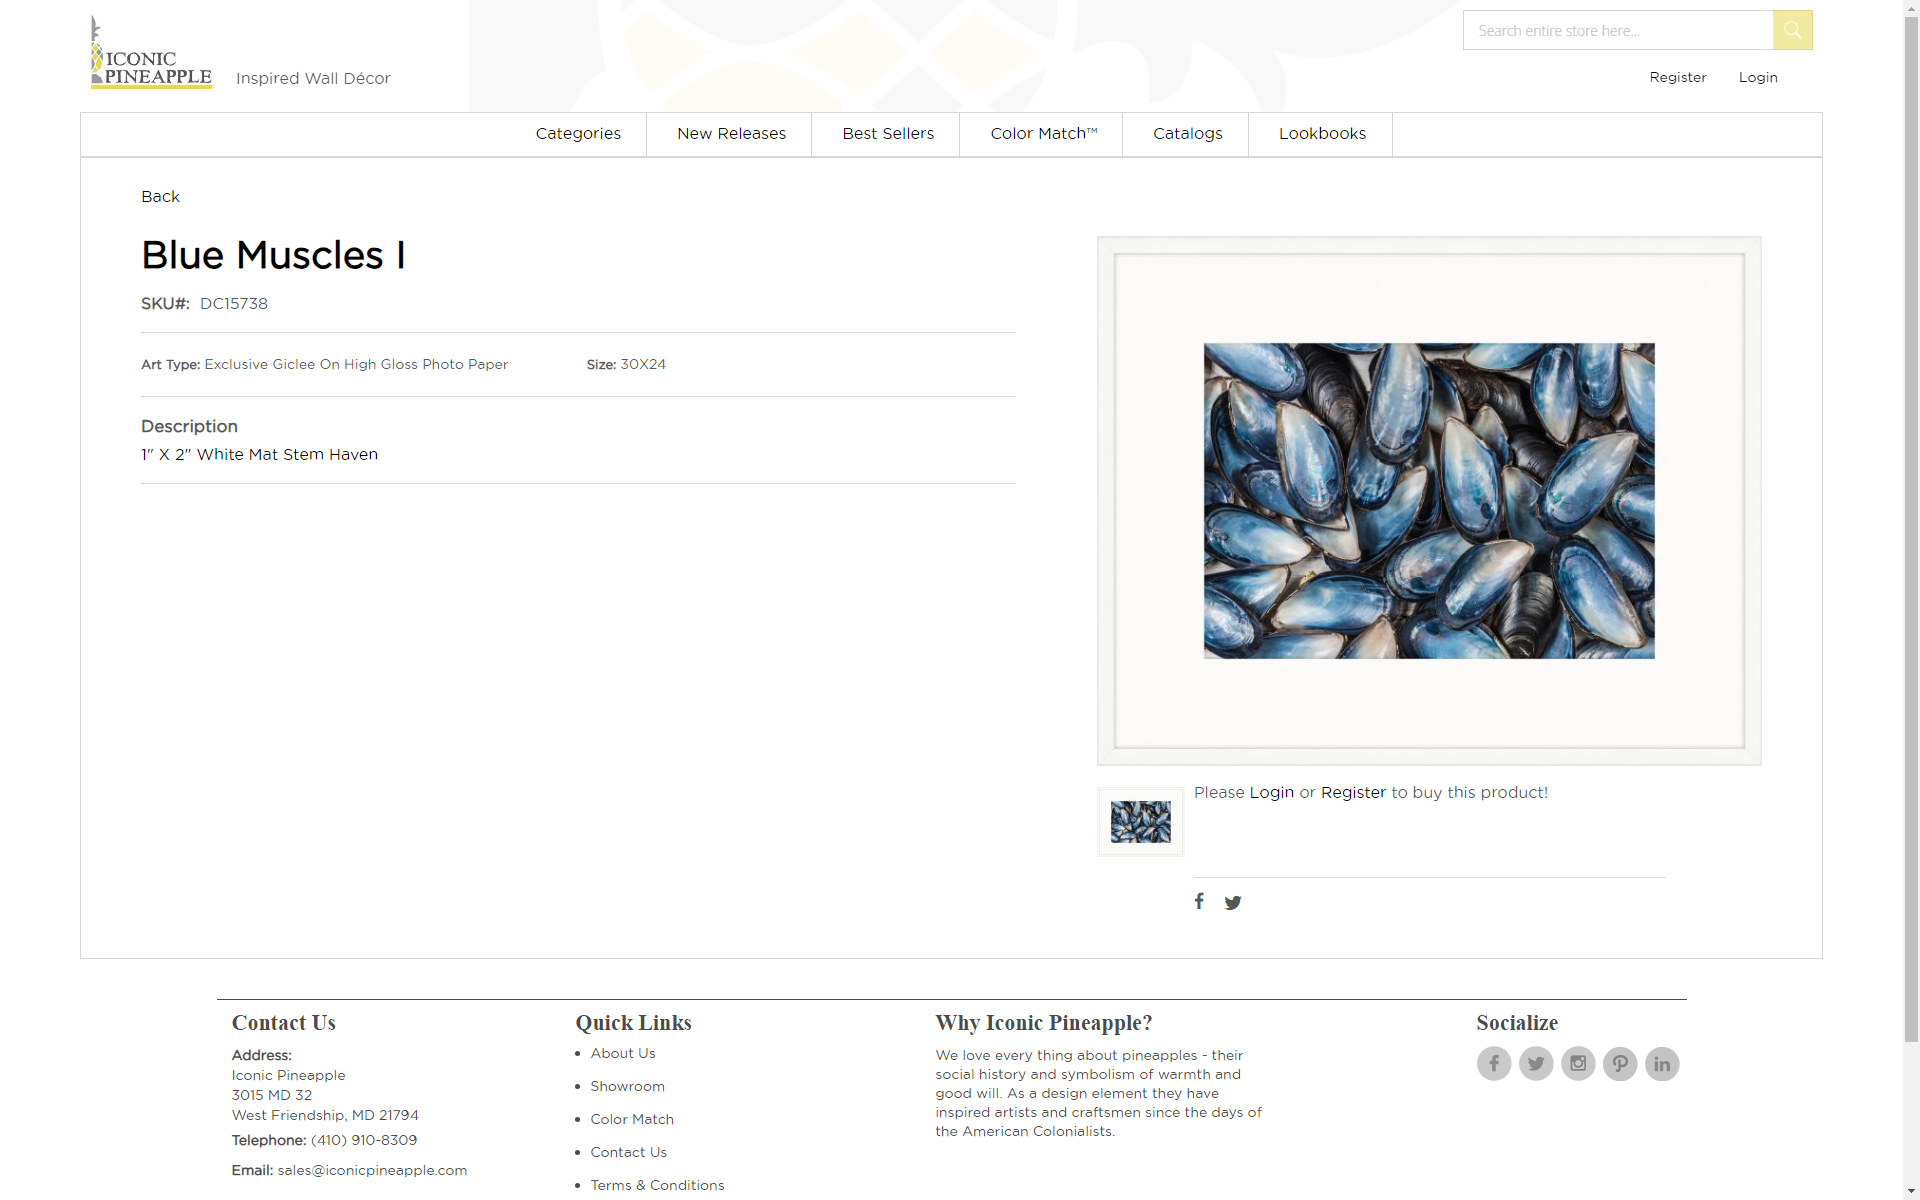 ICONIC
PINEAPPLE
Inspired Wall Décor
Search entire store here...
Register
Login
Categories
New Releases
Best Sellers
Color Match™
Catalogs
Lookbooks
Back
Blue Muscles I
SKU#: DC15738
Art Type: Exclusive Giclee On High Gloss Photo Paper
Size: 30X24
Description
1" X 2" White Mat Stem Haven
Please Login or Register to buy this product!
Contact Us
Address:
Iconic Pineapple
3015 MD 32
West Friendship, MD 21794
Telephone: (410) 910-8309
Email: sales@iconicpineapple.com
Quick Links
About Us
Showroom
Color Match
Contact Us
Terms & Conditions
Why Iconic Pineapple?
We love every thing about pineapples - their
social history and symbolism of warmth and
good will. As a design element they have
inspired artists and craftsmen since the days of
the American Colonialists.
Socialize